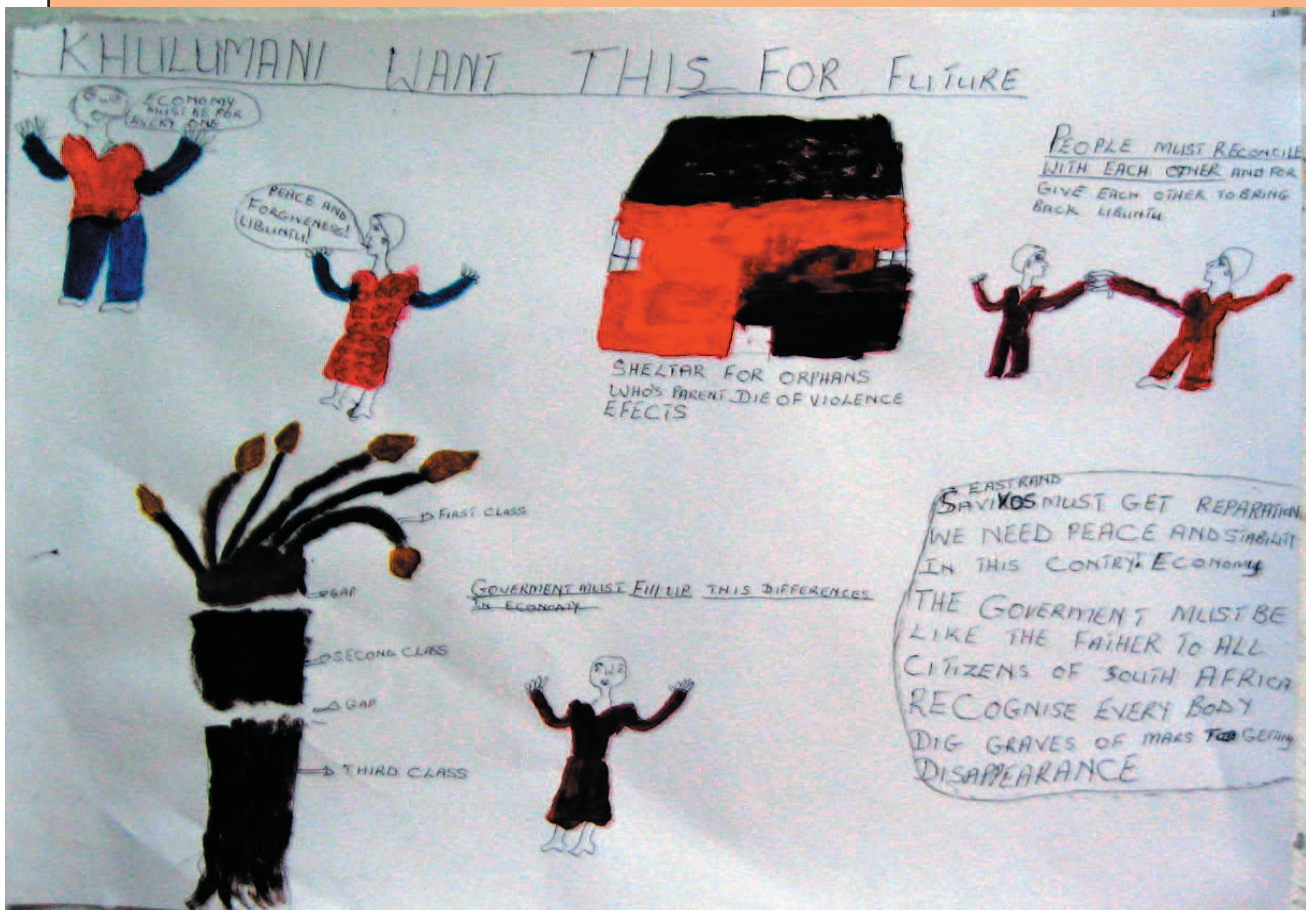 KHULUMANI WANT THIS FOR FUTURE
ECONOMY
MUST BE FOR
EVERY ONE
PEACE AND
FORGIVENESS!
UBUNTU!
SHELTAR FOR ORPHANS
WHO'S PARENT DIE OF VIOLENCE
EFECTS
PEOPLE MUST RECONCILE
WITH EACH OTHER AND FOR
GIVE EACH OTHER TO BRING
BACK UBUNTU
FIRST CLASS
GAP
SECOND CLASS
GAP
THIRD CLASS
GOVERMENT MUST FILL UP THIS DIFFERENCES
IN ECONOMY
EASTRAND
SAVIVOS MUST GET REPARATION
WE NEED PEACE AND STABILITY
IN THIS CONTRY. ECONOMY
THE GOVERMENT MUST BE
LIKE THE FATHER TO ALL
CITIZENS OF SOUTH AFRICA
RECOGNISE EVERY BODY
DIG GRAVES OF MARS
DISAPPEARANCE